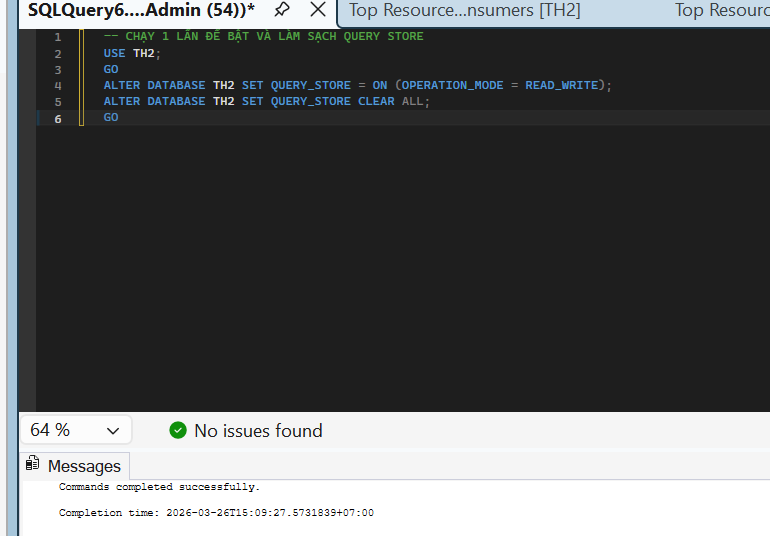 SQLQuery6....Admin (54))*
Top Resource...nsumers [TH2]
Top Resourc
1 -- CHẠY 1 LẦN ĐỂ BẬT VÀ LÀM SẠCH QUERY STORE
2 USE TH2;
3 GO
4 ALTER DATABASE TH2 SET QUERY_STORE = ON (OPERATION_MODE = READ_WRITE);
5 ALTER DATABASE TH2 SET QUERY_STORE CLEAR ALL;
6 GO
64 %
No issues found
Messages
Commands completed successfully.
Completion time: 2026-03-26T15:09:27.5731839+07:00